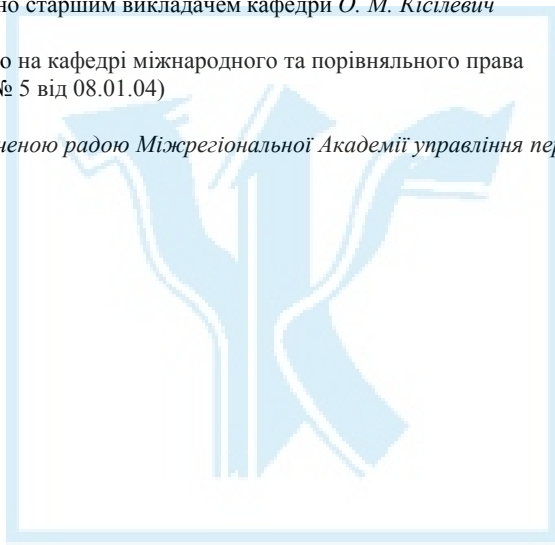 но старшим викладачем кафедри О. М. Кісілевич
о на кафедрі міжнародного та порівняльного права
№ 5 від 08.01.04)
ченою радою Міжрегіональної Академії управління пер